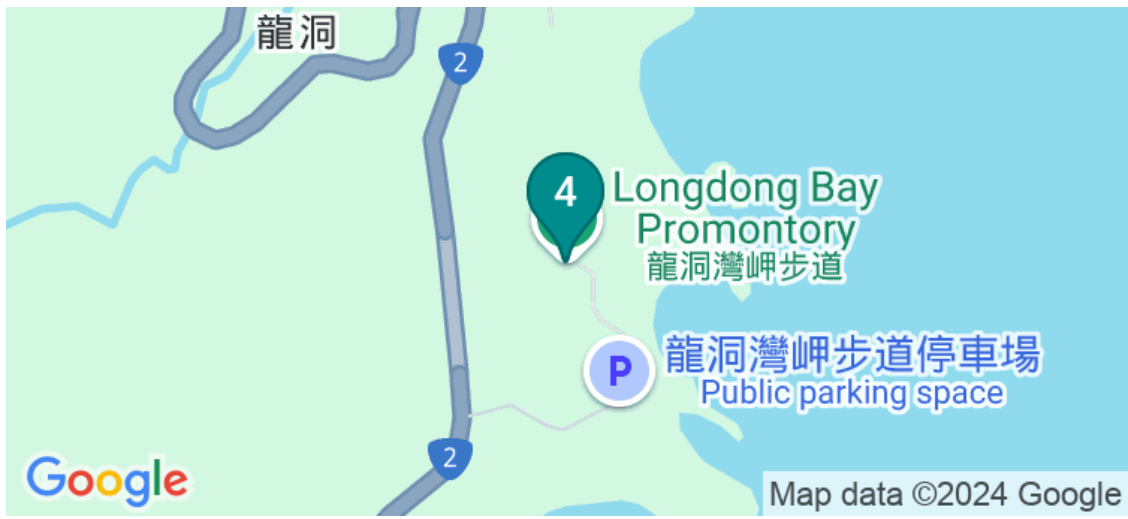 龍洞
2
4
Longdong Bay
Promontory
龍洞灣岬步道
龍洞灣岬步道停車場
P
Public parking space
2
Google
Map data ©2024 Google